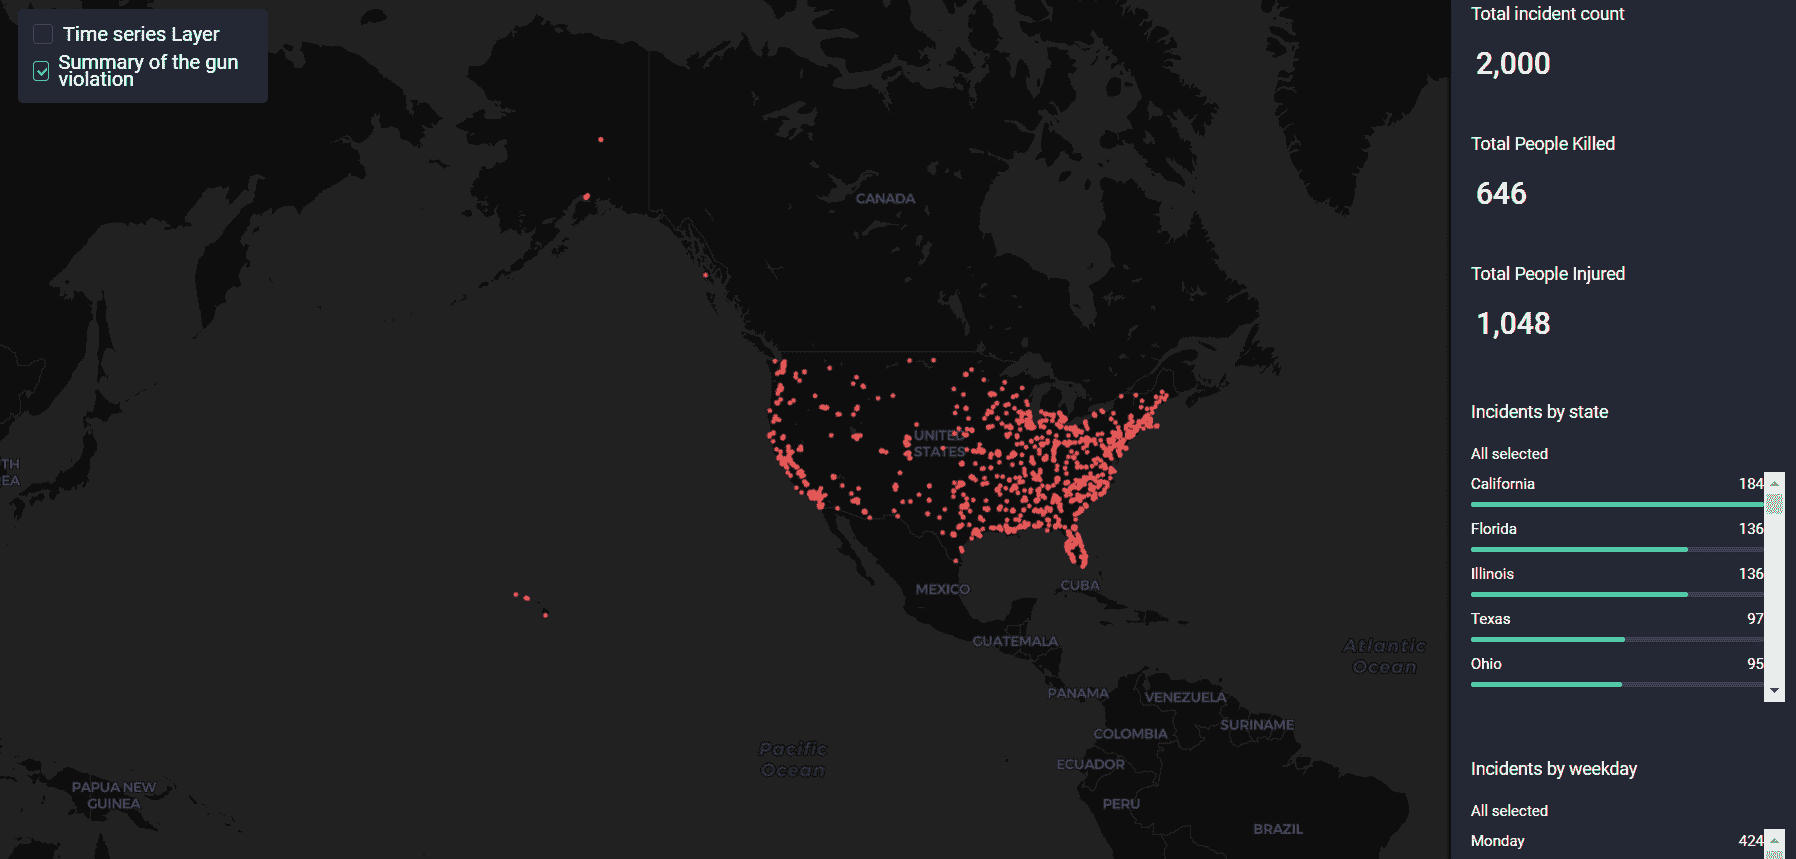 Time series Layer
Summary of the gun
violation
CANADA
UNITED
STATES
MEXICO
CUBA
GUATEMALA
PANAMA
VENEZUELA
SURINAME
COLOMBIA
ECUADOR
PERU
BRAZIL
Atlantic
Ocean
Pacific
Ocean
PAPUA NEW
GUINEA
TH
EA
Total incident count
2,000
Total People Killed
646
Total People Injured
1,048
Incidents by state
All selected
California 184
Florida 136
Illinois 136
Texas 97
Ohio 95
Incidents by weekday
All selected
Monday 424